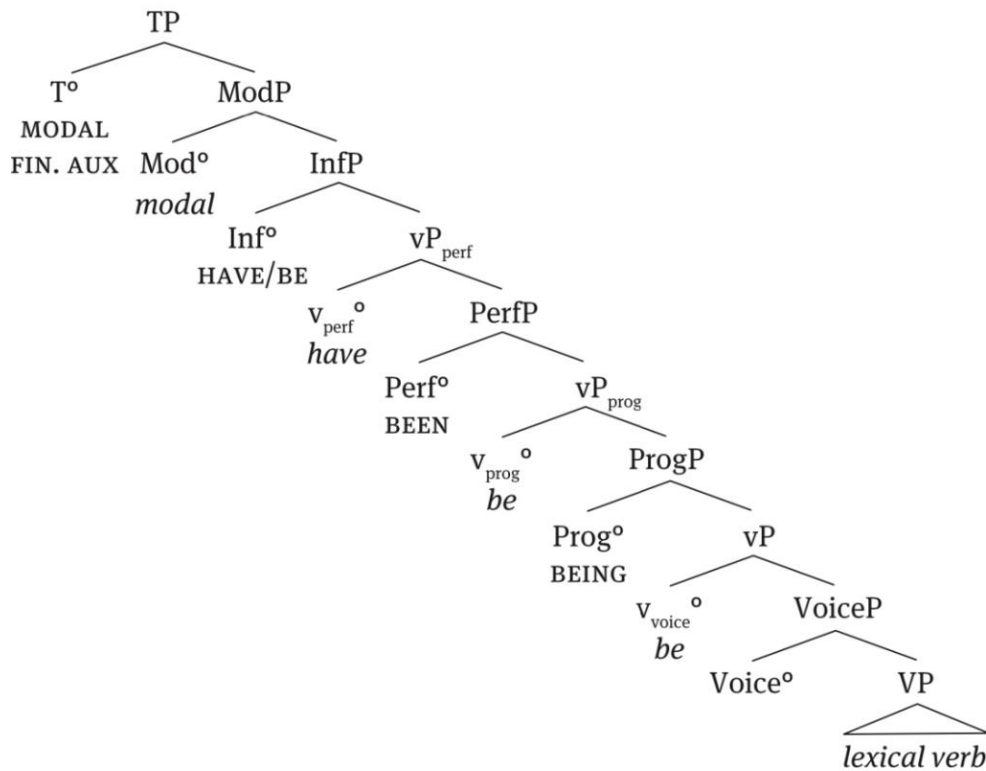 TP
T° ModP
MODAL
FIN. AUX Mod° InfP
modal
Inf° vPperf
HAVE/BE
vperf° PerfP
have
Perf° vPprog
BEEN
vprog° ProgP
be
Prog° vP
BEING
vvoice° VoiceP
be
Voice° VP
lexical verb